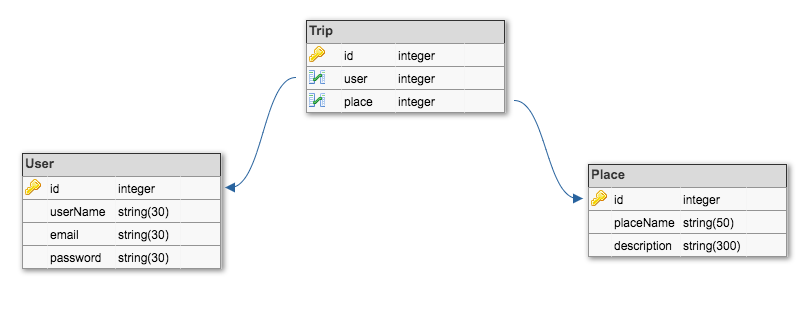 Trip
id integer
user integer
place integer
User
id integer
userName string(30)
email string(30)
password string(30)
Place
id integer
placeName string(50)
description string(300)